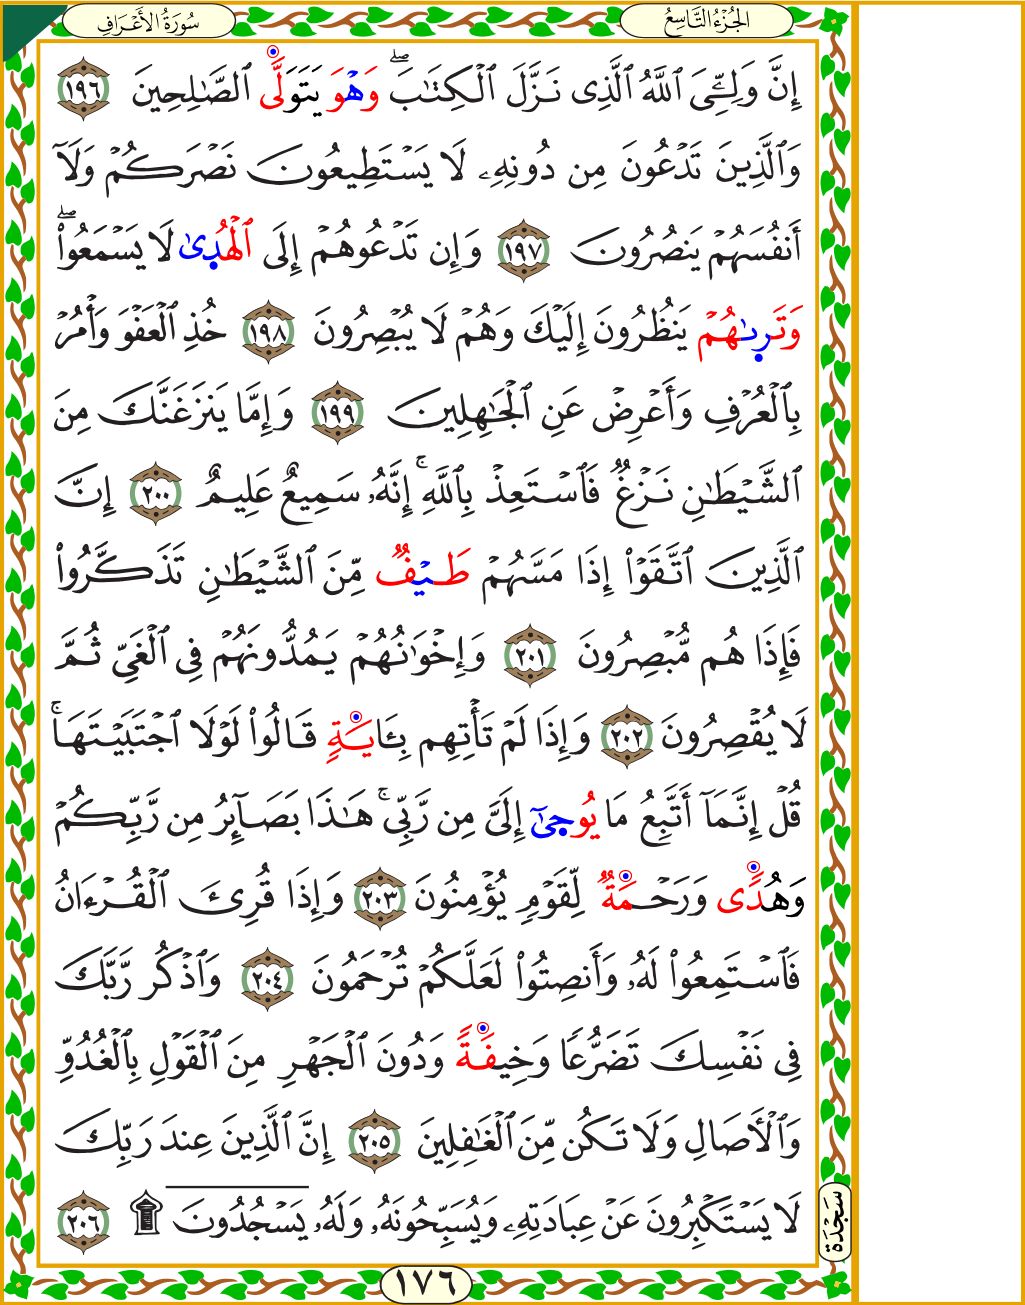 الجُزْءُ التَّاسِعُ
سُورَةُ الأَعْرَافِ
إِنَّ وَلِـِّۧيَ ٱللَّهُ ٱلَّذِي نَزَّلَ ٱلۡكِتَٰبَۖ وَهۡوَ يَتَوَلَّى ٱلصَّٰلِحِينَ ١٩٦
وَٱلَّذِينَ تَدۡعُونَ مِن دُونِهِۦ لَا يَسۡتَطِيعُونَ نَصۡرَكُمۡ وَلَآ
أَنفُسَهُمۡ يَنصُرُونَ ١٩٧ وَإِن تَدۡعُوهُمۡ إِلَى ٱلۡهُدٜىٰ لَا يَسۡمَعُواْۖ
وَتَرٜىٰهُمۡ يَنظُرُونَ إِلَيۡكَ وَهُمۡ لَا يُبۡصِرُونَ ١٩٨ خُذِ ٱلۡعَفۡوَ وَأۡمُرۡ
بِٱلۡعُرۡفِ وَأَعۡرِضۡ عَنِ ٱلۡجَٰهِلِينَ ١٩٩ وَإِمَّا يَنزَغَنَّكَ مِنَ
ٱلشَّيۡطَٰنِ نَزۡغٞ فَٱسۡتَعِذۡ بِٱللَّهِۚ إِنَّهُۥ سَمِيعٌ عَلِيمٌ ٢٠٠ إِنَّ
ٱلَّذِينَ ٱتَّقَوۡاْ إِذَا مَسَّهُمۡ طَيۡفٞ مِّنَ ٱلشَّيۡطَٰنِ تَذَكَّرُواْ
فَإِذَا هُم مُّبۡصِرُونَ ٢٠١ وَإِخۡوَٰنُهُمۡ يَمُدُّونَهُمۡ فِي ٱلۡغَيِّ ثُمَّ
لَا يُقۡصِرُونَ ٢٠٢ وَإِذَا لَمۡ تَأۡتِهِم بِـَٔايَةٖ قَالُواْ لَوۡلَا ٱجۡتَبَيۡتَهَاۚ
قُلۡ إِنَّمَآ أَتَّبِعُ مَا يُوحٜىٰٓ إِلَيَّ مِن رَّبِّيۚ هَٰذَا بَصَآئِرُ مِن رَّبِّكُمۡ
وَهُدٗى وَرَحۡمَةٞ لِّقَوۡمٖ يُؤۡمِنُونَ ٢٠٣ وَإِذَا قُرِئَ ٱلۡقُرۡءَانُ
فَٱسۡتَمِعُواْ لَهُۥ وَأَنصِتُواْ لَعَلَّكُمۡ تُرۡحَمُونَ ٢٠٤ وَٱذۡكُر رَّبَّكَ
فِي نَفۡسِكَ تَضَرُّعٗا وَخِيفَةٗ وَدُونَ ٱلۡجَهۡرِ مِنَ ٱلۡقَوۡلِ بِٱلۡغُدُوِّ
وَٱلۡأٓصَالِ وَلَا تَكُن مِّنَ ٱلۡغَٰفِلِينَ ٢٠٥ إِنَّ ٱلَّذِينَ عِندَ رَبِّكَ
لَا يَسۡتَكۡبِرُونَ عَنۡ عِبَادَتِهِۦ وَيُسَبِّحُونَهُۥ وَلَهُۥ يَسۡجُدُونَ ۩ ٢٠٦
سَجْدَة
١٧٦